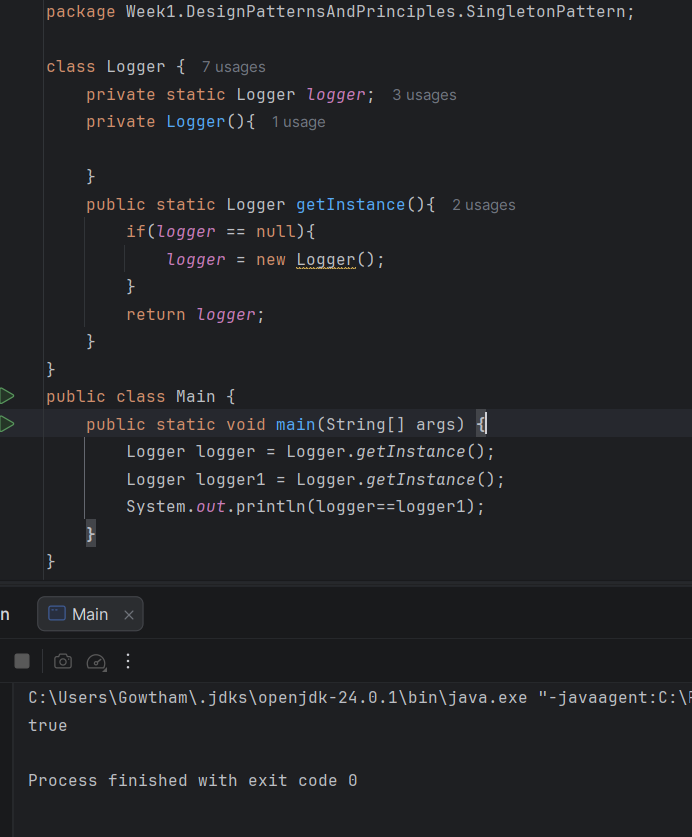 package Week1.DesignPatternsAndPrinciples.SingletonPattern;
class Logger { 7 usages
private static Logger logger; 3 usages
private Logger(){ 1 usage
}
public static Logger getInstance(){ 2 usages
if(logger == null){
logger = new Logger();
}
return logger;
}
}
public class Main {
public static void main(String[] args) {
Logger logger = Logger.getInstance();
Logger logger1 = Logger.getInstance();
System.out.println(logger==logger1);
}
}
n Main ×
C:\Users\Gowtham\.jdks\openjdk-24.0.1\bin\java.exe "-javaagent:C:\
true
Process finished with exit code 0